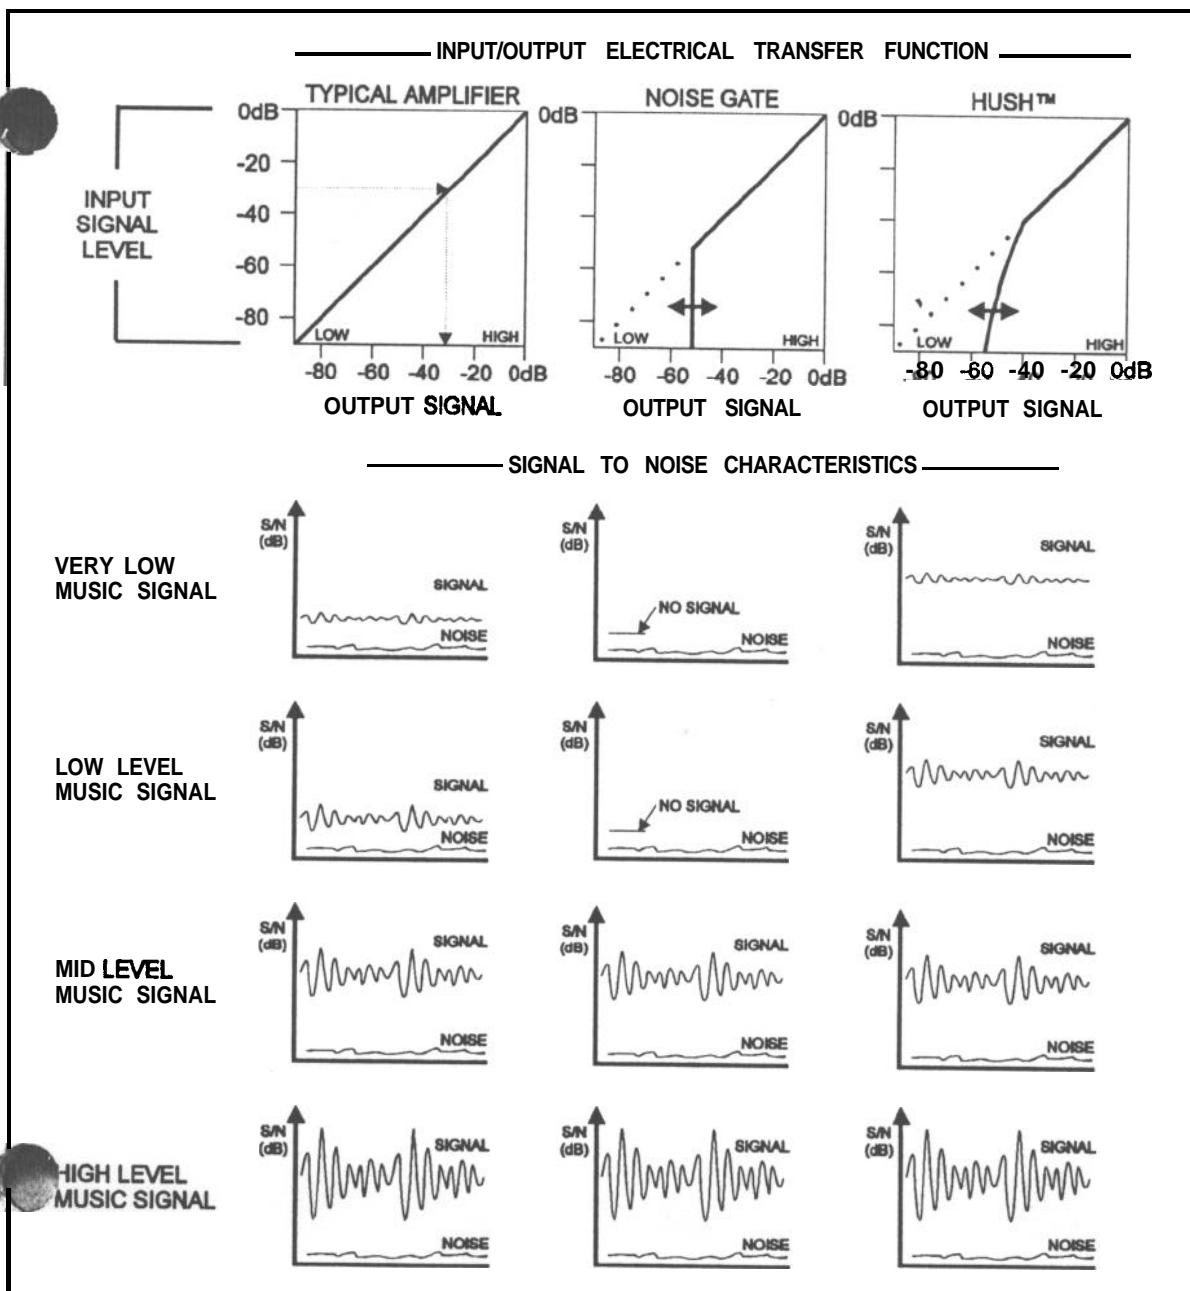 INPUT/OUTPUT ELECTRICAL TRANSFER FUNCTION
TYPICAL AMPLIFIER
NOISE GATE
HUSH™
INPUT
SIGNAL
LEVEL
0dB
-20
-40
-60
-80
LOW
HIGH
-80 -60 -40 -20 0dB
OUTPUT SIGNAL
0dB
LOW
HIGH
-80 -60 -40 -20 0dB
OUTPUT SIGNAL
0dB
LOW
HIGH
-80 -60 -40 -20 0dB
OUTPUT SIGNAL
SIGNAL TO NOISE CHARACTERISTICS
VERY LOW
MUSIC SIGNAL
S/N
(dB)
SIGNAL
NOISE
S/N
(dB)
NO SIGNAL
NOISE
S/N
(dB)
SIGNAL
NOISE
LOW LEVEL
MUSIC SIGNAL
S/N
(dB)
SIGNAL
NOISE
S/N
(dB)
NO SIGNAL
NOISE
S/N
(dB)
SIGNAL
NOISE
MID LEVEL
MUSIC SIGNAL
S/N
(dB)
SIGNAL
NOISE
S/N
(dB)
SIGNAL
NOISE
S/N
(dB)
SIGNAL
NOISE
HIGH LEVEL
MUSIC SIGNAL
S/N
(dB)
SIGNAL
NOISE
S/N
(dB)
SIGNAL
NOISE
S/N
(dB)
SIGNAL
NOISE